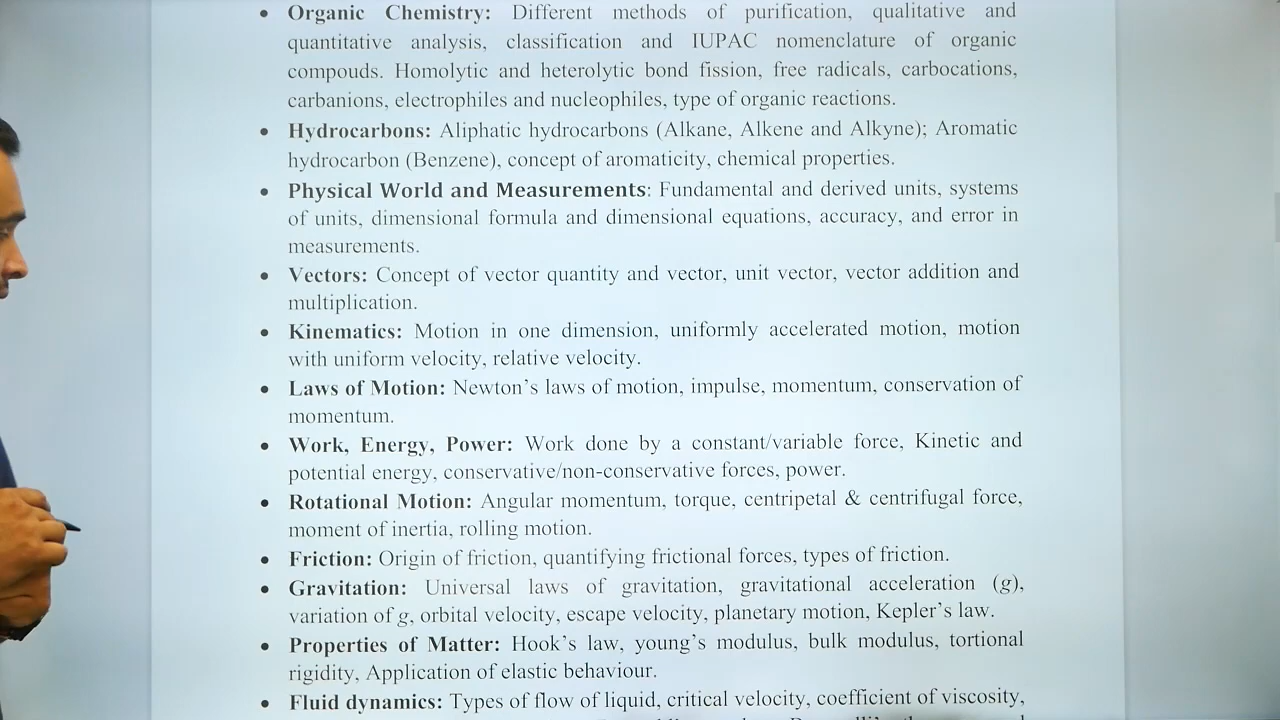 • Organic Chemistry: Different methods of purification, qualitative and
quantitative analysis, classification and IUPAC nomenclature of organic
compouds. Homolytic and heterolytic bond fission, free radicals, carbocations,
carbanions, electrophiles and nucleophiles, type of organic reactions.
• Hydrocarbons: Aliphatic hydrocarbons (Alkane, Alkene and Alkyne); Aromatic
hydrocarbon (Benzene), concept of aromaticity, chemical properties.
• Physical World and Measurements: Fundamental and derived units, systems
of units, dimensional formula and dimensional equations, accuracy, and error in
measurements.
• Vectors: Concept of vector quantity and vector, unit vector, vector addition and
multiplication.
• Kinematics: Motion in one dimension, uniformly accelerated motion, motion
with uniform velocity, relative velocity.
• Laws of Motion: Newton's laws of motion, impulse, momentum, conservation of
momentum.
• Work, Energy, Power: Work done by a constant/variable force, Kinetic and
potential energy, conservative/non-conservative forces, power.
• Rotational Motion: Angular momentum, torque, centripetal & centrifugal force,
moment of inertia, rolling motion.
• Friction: Origin of friction, quantifying frictional forces, types of friction.
• Gravitation: Universal laws of gravitation, gravitational acceleration (g),
variation of g, orbital velocity, escape velocity, planetary motion, Kepler's law.
• Properties of Matter: Hook's law, young's modulus, bulk modulus, tortional
rigidity, Application of elastic behaviour.
• Fluid dynamics: Types of flow of liquid, critical velocity, coefficient of viscosity,